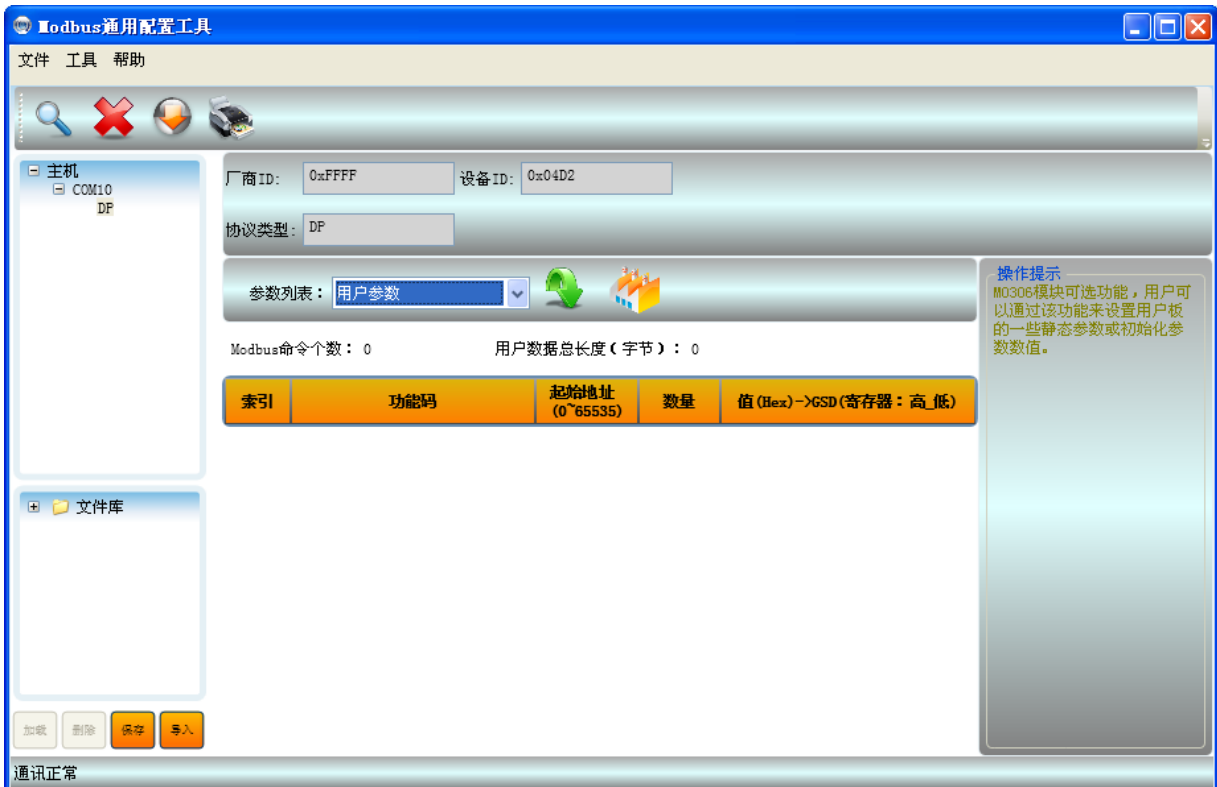 Modbus通用配置工具
文件 工具 帮助
主机
COM10
DP
厂商ID: 0xFFFF 设备ID: 0x04D2
协议类型: DP
参数列表： 用户参数
Modbus命令个数： 0 用户数据总长度(字节)： 0
索引 功能码 起始地址 (0~65535) 数量 值(Hex)->GSD(寄存器：高_低)
操作提示
M0306模块可选功能，用户可
以通过该功能来设置用户板
的一些静态参数或初始化参
数数值。
文件库
加载 删除 保存 导入
通讯正常